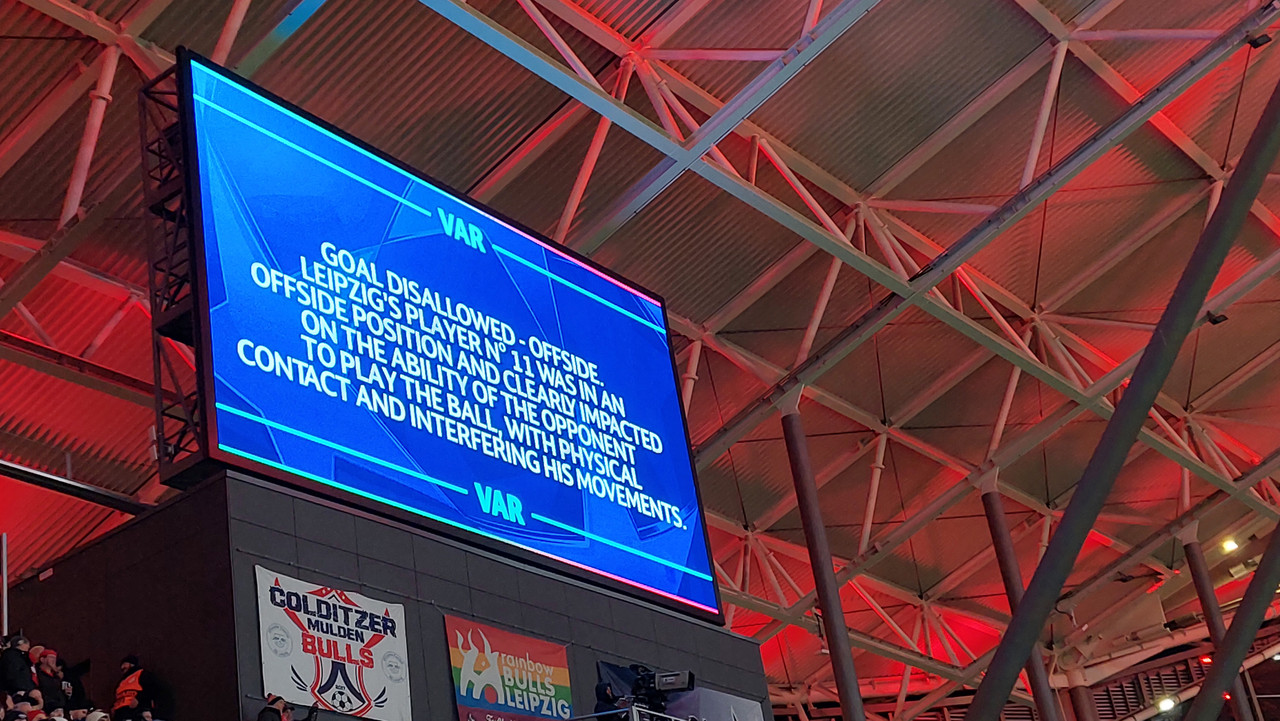 VAR
GOAL DISALLOWED - OFFSIDE.
LEIPZIG'S PLAYER Nº 11 WAS IN AN
OFFSIDE POSITION AND CLEARLY IMPACTED
ON THE ABILITY OF THE OPPONENT
TO PLAY THE BALL, WITH PHYSICAL
CONTACT AND INTERFERING HIS MOVEMENTS.
VAR
COLDITZER
MULDEN
BULLS
rainbow
BULLS
LEIPZIG